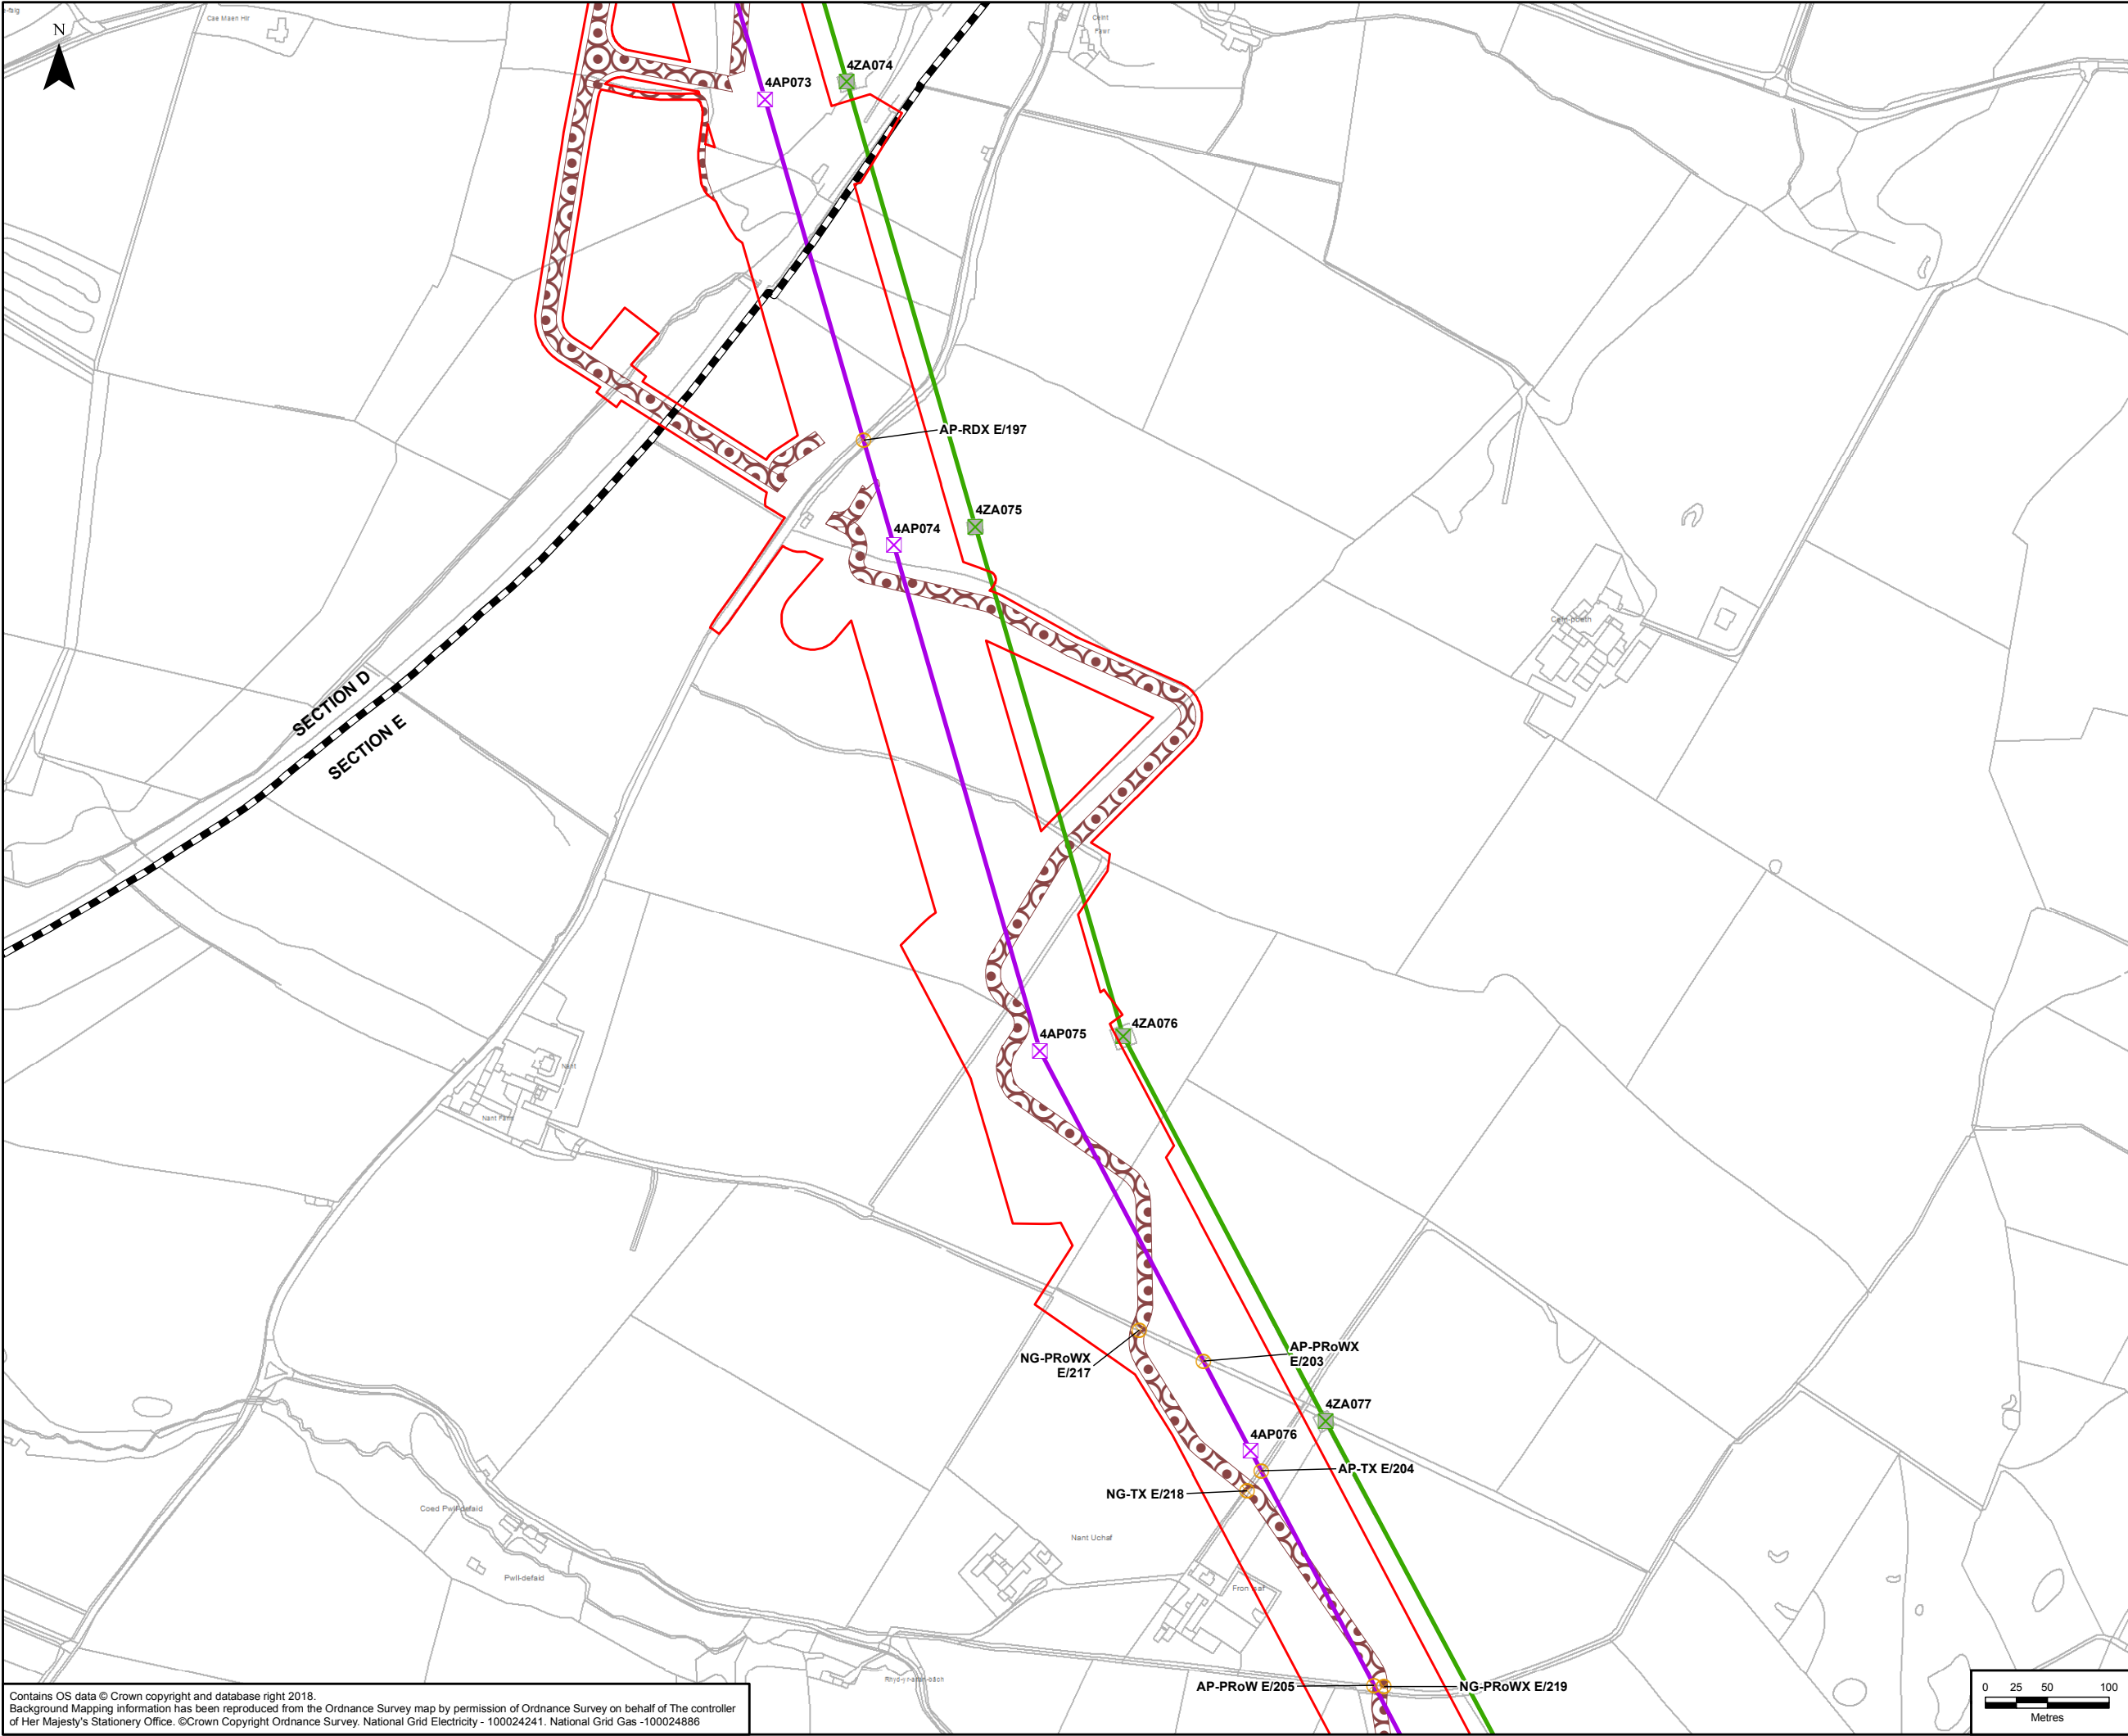 Cae Maen Hir
N
4ZA074
4AP073
AP-RDX E/197
4ZA075
4AP074
SECTION D
SECTION E
4ZA076
4AP075
Nant
NG-PRoWX
E/217
AP-PRoWX
E/203
4ZA077
4AP076
AP-TX E/204
NG-TX E/218
Coed Pwll-defaid
Nant Uchaf
Pwll-defaid
AP-PRoW E/205
NG-PRoWX E/219
Contains OS data © Crown copyright and database right 2018.
Background Mapping information has been reproduced from the Ordnance Survey map by permission of Ordnance Survey on behalf of The controller
of Her Majesty's Stationery Office. ©Crown Copyright Ordnance Survey. National Grid Electricity - 100024241. National Grid Gas -100024886
0 25 50 100
Metres